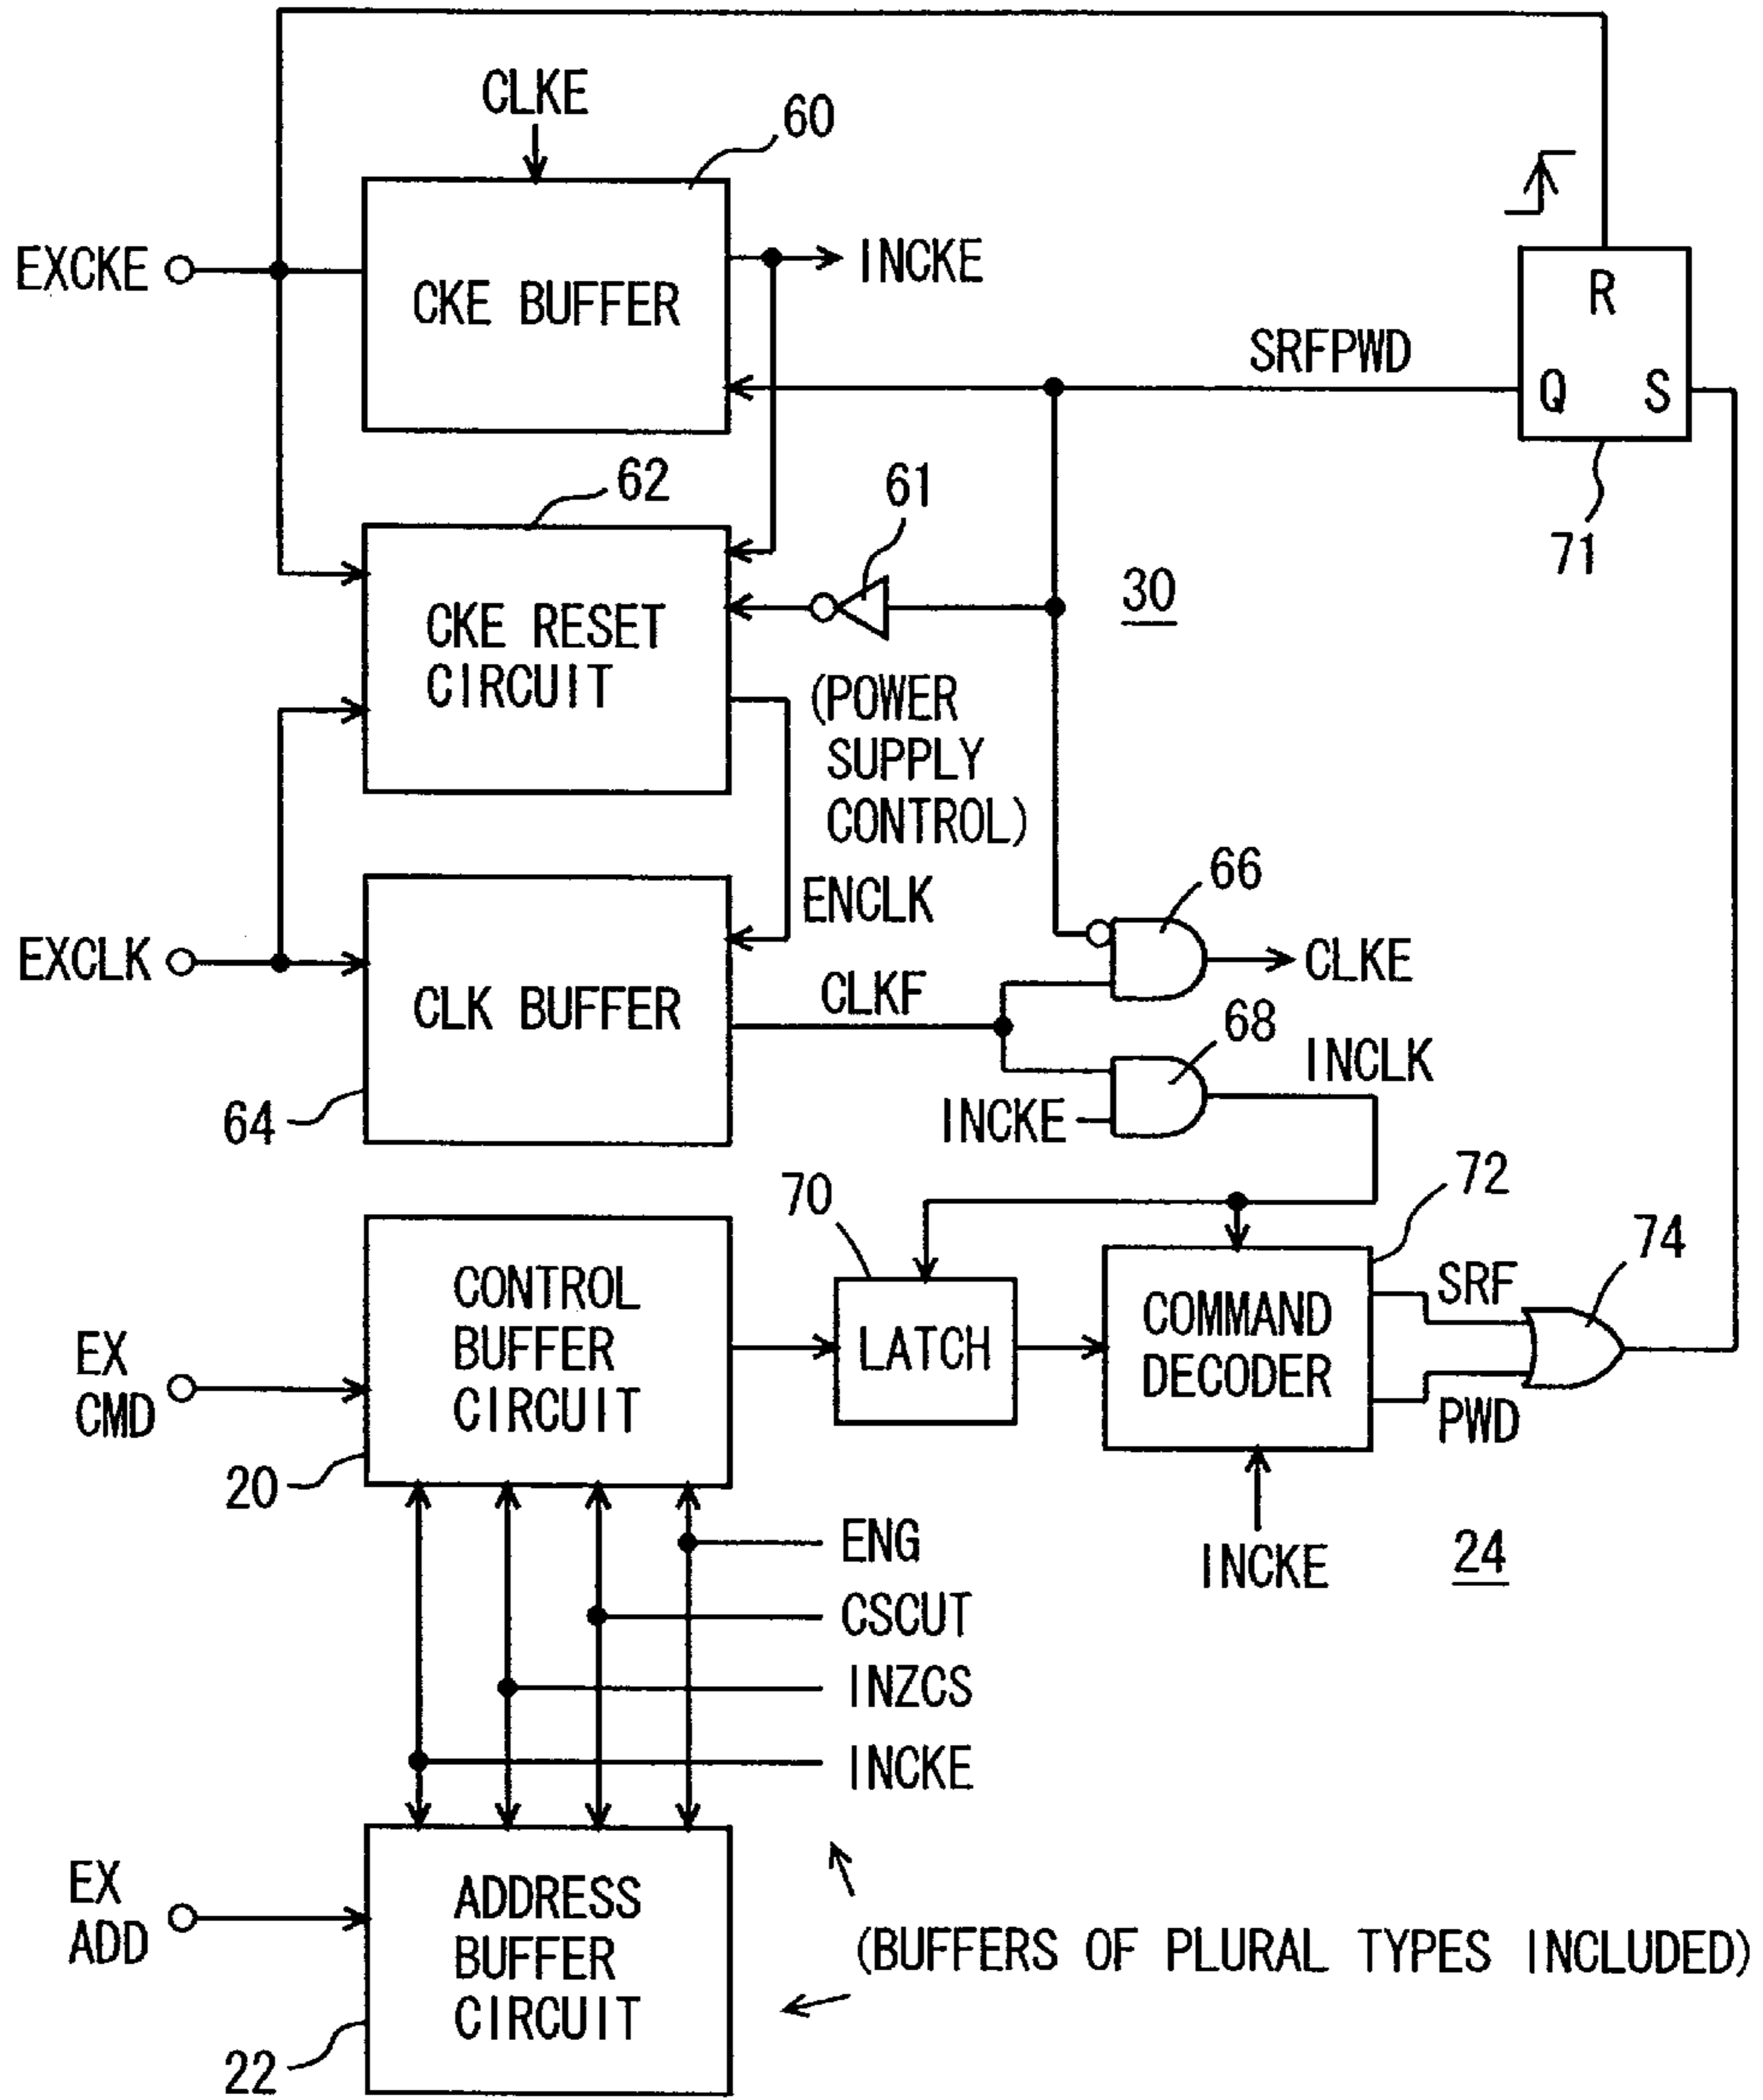 CLKE
60
EXCKE
CKE BUFFER
INCKE
R
SRFPWD
Q
S
62
61
71
30
CKE RESET
CIRCUIT
(POWER
SUPPLY
CONTROL)
66
ENCLK
EXCLK
CLKE
CLK BUFFER
CLKF
68
INCLK
64
INCKE
70
72
74
CONTROL
BUFFER
CIRCUIT
SRF
EX
CMD
LATCH
COMMAND
DECODER
PWD
20
ENG
INCKE
24
CSCUT
INZCS
INCKE
EX
ADD
ADDRESS
BUFFER
CIRCUIT
(BUFFERS OF PLURAL TYPES INCLUDED)
22